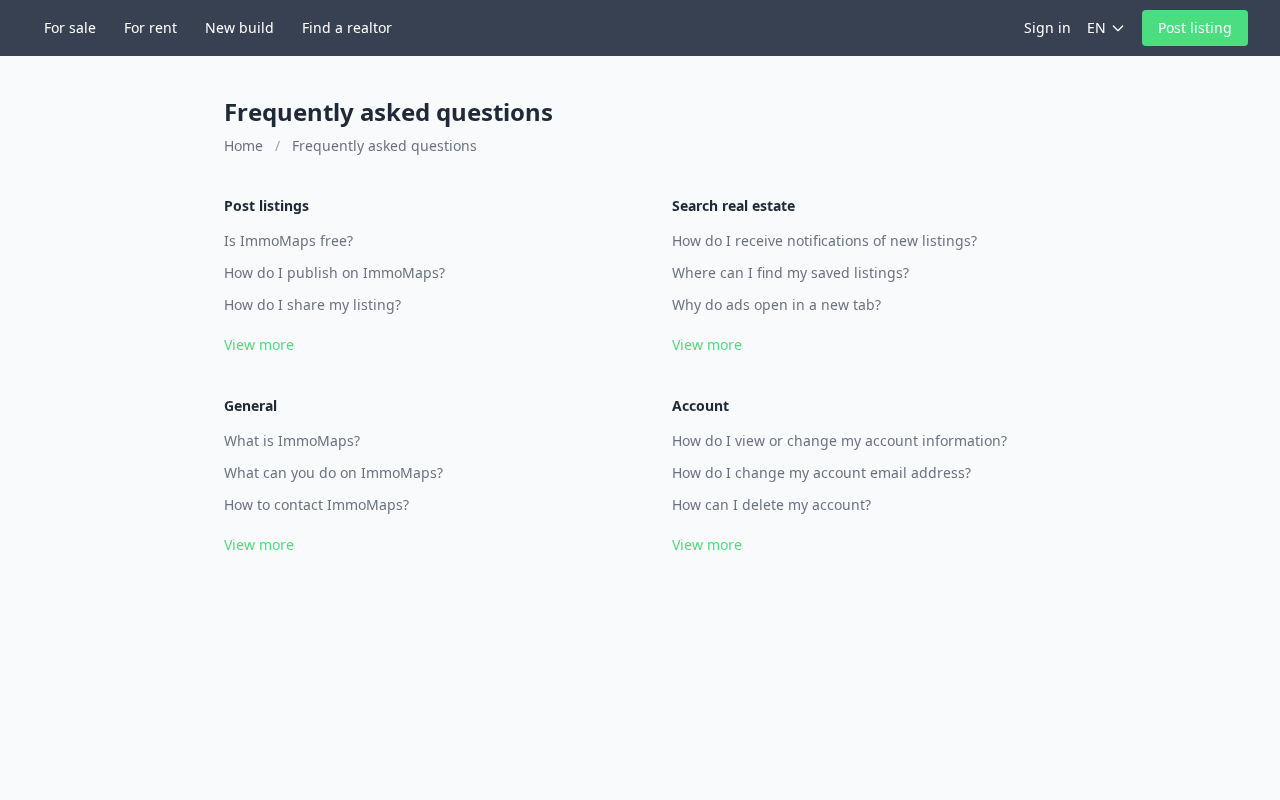 For sale
For rent
New build
Find a realtor
Sign in
EN
Post listing
Frequently asked questions
Home / Frequently asked questions
Post listings
Is ImmoMaps free?
How do I publish on ImmoMaps?
How do I share my listing?
View more
Search real estate
How do I receive notifications of new listings?
Where can I find my saved listings?
Why do ads open in a new tab?
View more
General
What is ImmoMaps?
What can you do on ImmoMaps?
How to contact ImmoMaps?
View more
Account
How do I view or change my account information?
How do I change my account email address?
How can I delete my account?
View more